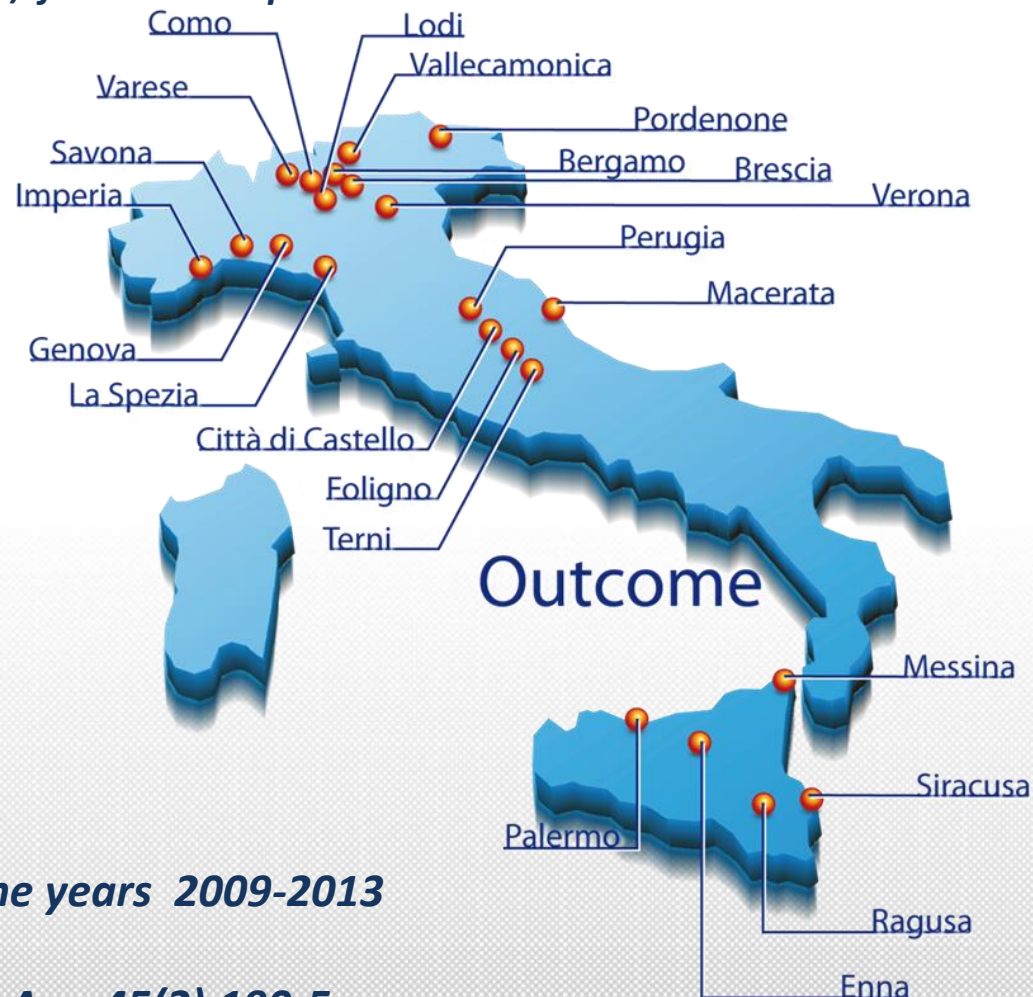 Como
Lodi
Vallecamonica
Varese
Pordenone
Savona
Bergamo
Brescia
Imperia
Verona
Perugia
Macerata
Genova
La Spezia
Città di Castello
Foligno
Terni
Outcome
Messina
Siracusa
Palermo
ne years 2009-2013
Ragusa
Enna